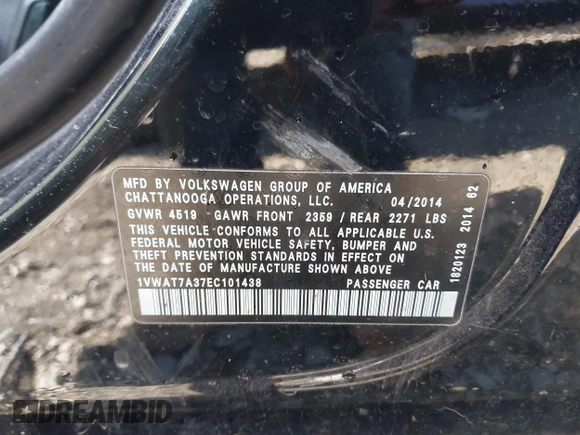 MFD BY VOLKSWAGEN GROUP OF AMERICA
CHATTANOOGA OPERATIONS, LLC. 04/2014
GVWR 4519 GAWR FRONT 2359 / REAR 2271 LBS
THIS VEHICLE CONFORMS TO ALL APPLICABLE U.S.
FEDERAL MOTOR VEHICLE SAFETY, BUMPER AND
THEFT PREVENTION STANDARDS IN EFFECT ON
THE DATE OF MANUFACTURE SHOWN ABOVE
1VWAT7A37EC101438 PASSENGER CAR
1820123 2014 62
DREAMBID